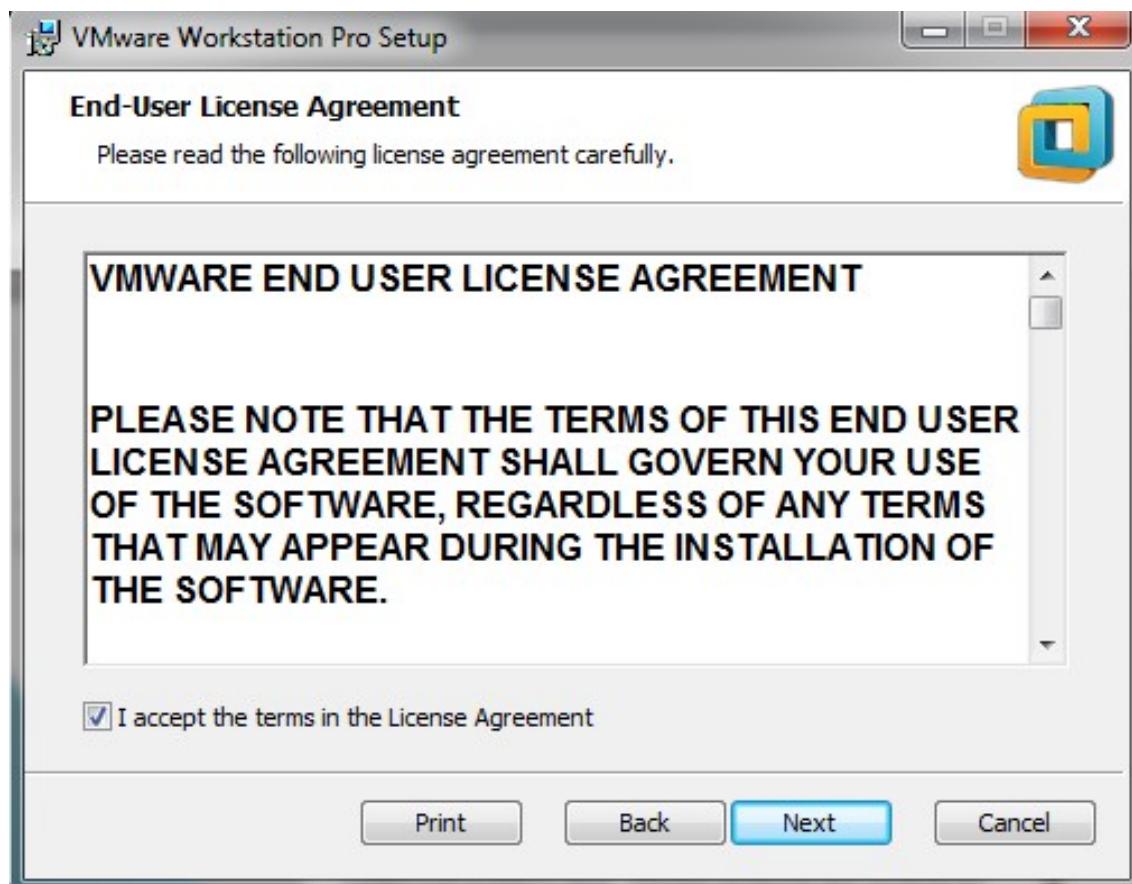 VMware Workstation Pro Setup
End-User License Agreement
Please read the following license agreement carefully.
VMWARE END USER LICENSE AGREEMENT
PLEASE NOTE THAT THE TERMS OF THIS END USER
LICENSE AGREEMENT SHALL GOVERN YOUR USE
OF THE SOFTWARE, REGARDLESS OF ANY TERMS
THAT MAY APPEAR DURING THE INSTALLATION OF
THE SOFTWARE.
I accept the terms in the License Agreement
Print Back Next Cancel